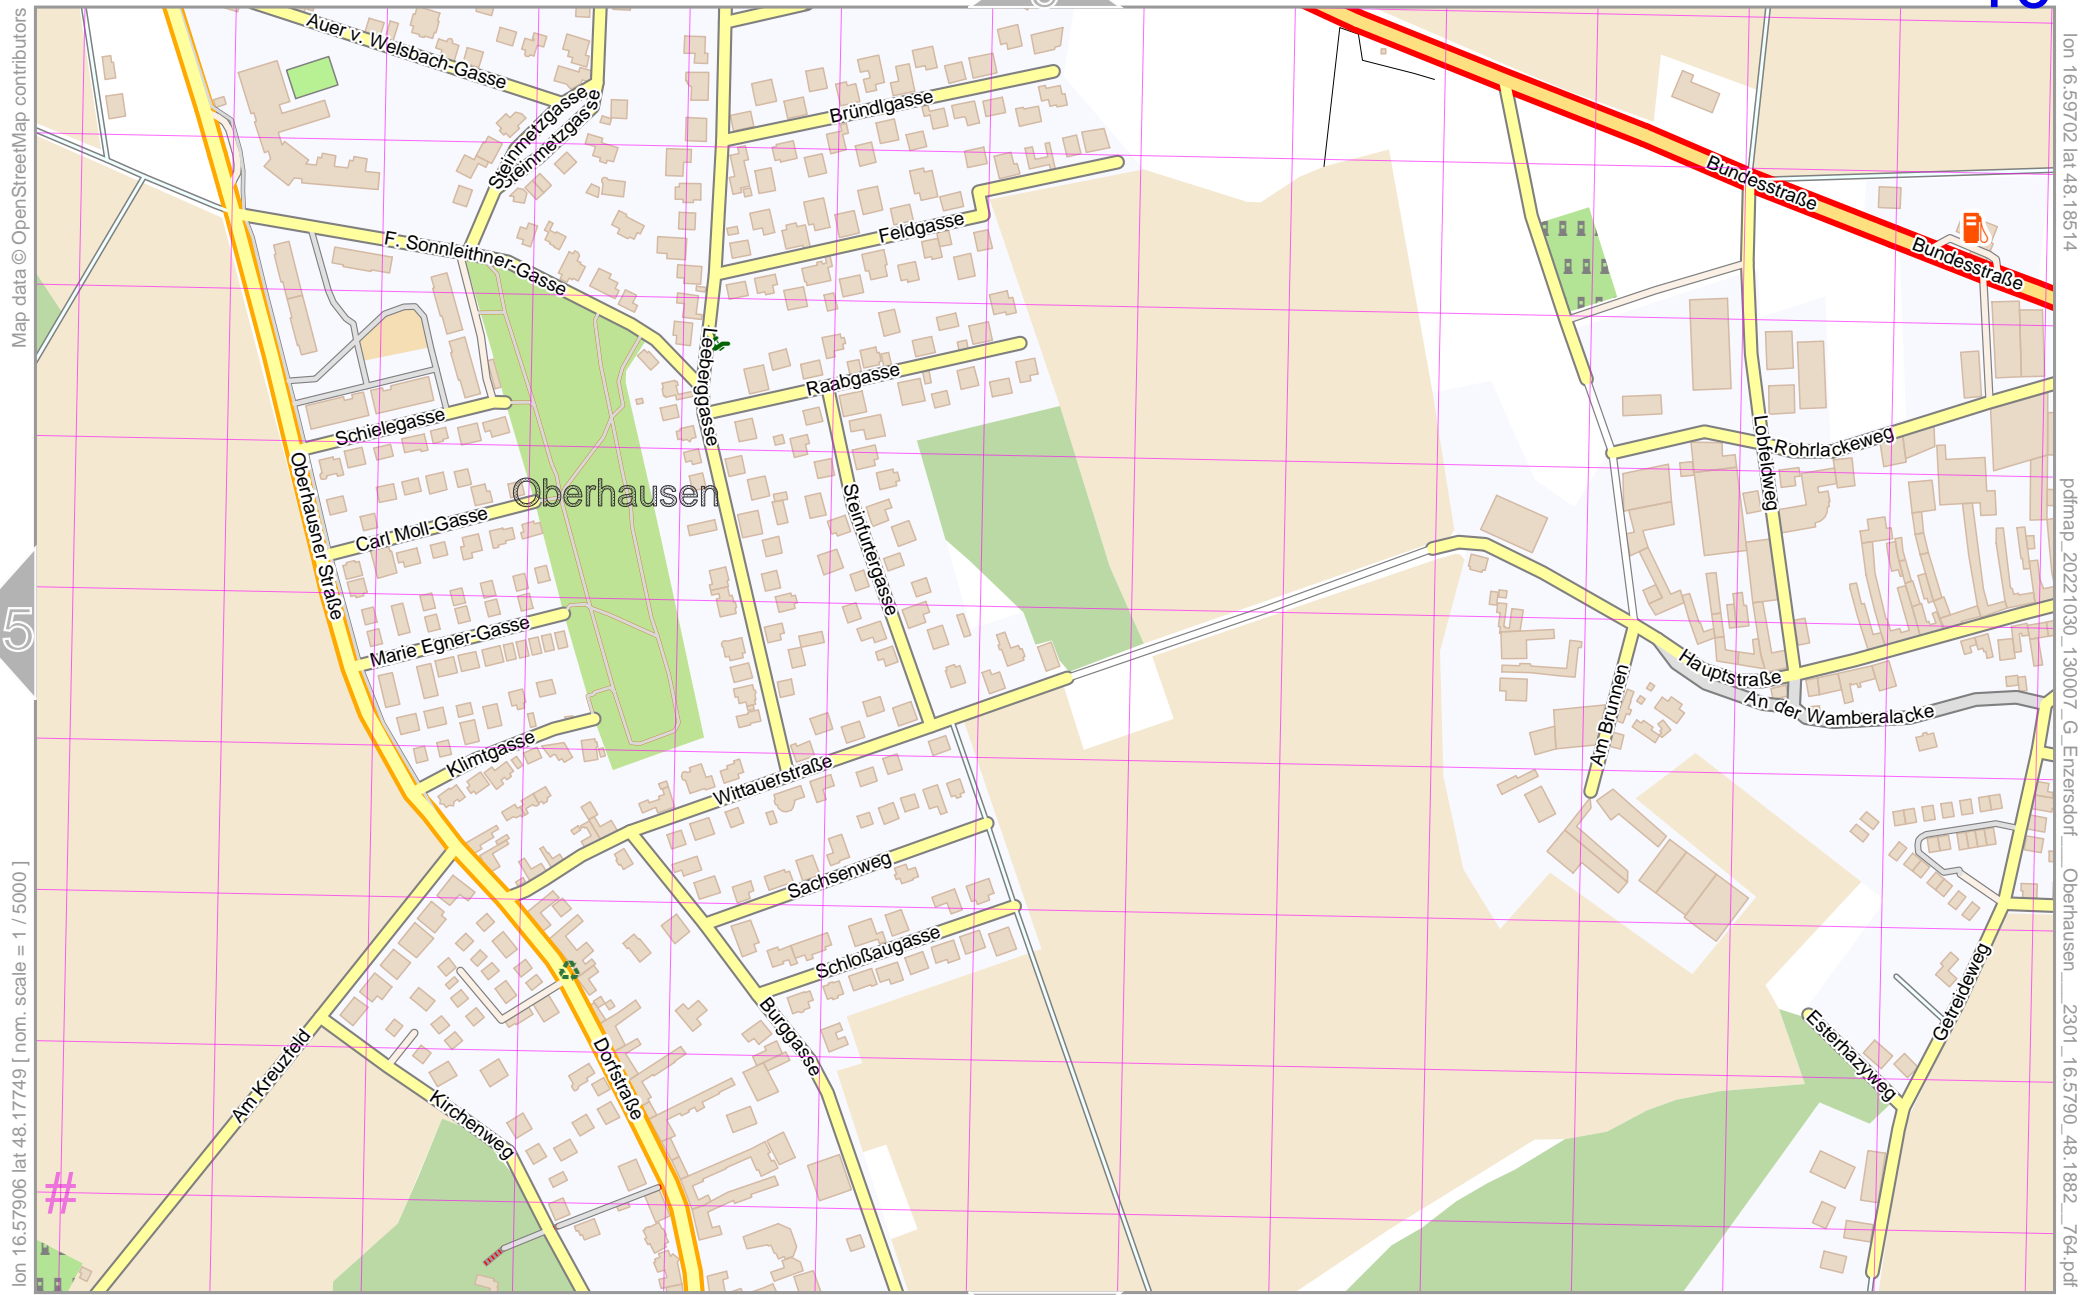 Auer v. Welsbach-Gasse
Steinmetzgasse
Steinmetzgasse
Bründlgasse
Feldgasse
F. Sonnleithner-Gasse
Leeberggasse
Raabgasse
Schielegasse
Oberhausner Straße
Oberhausen
Carl Moll-Gasse
Steinfurtergasse
Marie Egner-Gasse
Klimtgasse
Wittauerstraße
Sachsenweg
Schloßaugasse
Burggasse
Dorfstraße
Am Kreuzfeld
Kirchenweg
Bundesstraße
Bundesstraße
Lobfeldweg
Rohrlackeweg
Hauptstraße
An der Wamberalacke
Am Brunnen
Getreideweg
Esterhazyweg
5
#
Map data © OpenStreetMap contributors
lon 16.57906 lat 48.17749 [ nom. scale = 1 / 5000 ]
lon 16.59702 lat 48.18514
pdfmap_20221030_130007_G_Enzersdorf__Oberhausen___2301_16.5790_48.1882__764.pdf